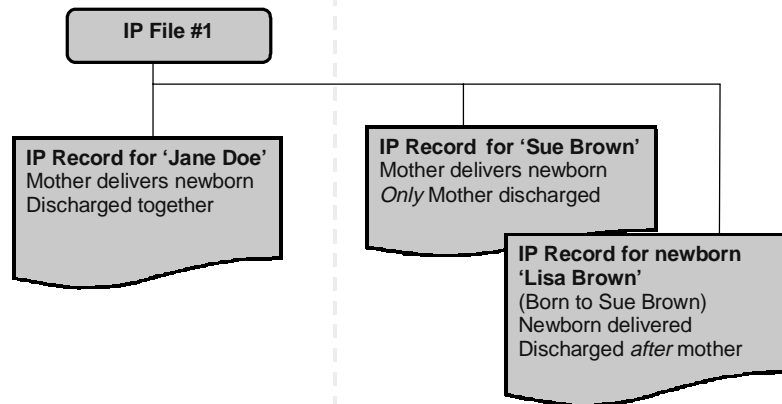 IP File #1
IP Record for ‘Jane Doe’
Mother delivers newborn
Discharged together
IP Record for ‘Sue Brown’
Mother delivers newborn
Only Mother discharged
IP Record for newborn
‘Lisa Brown’
(Born to Sue Brown)
Newborn delivered
Discharged after mother